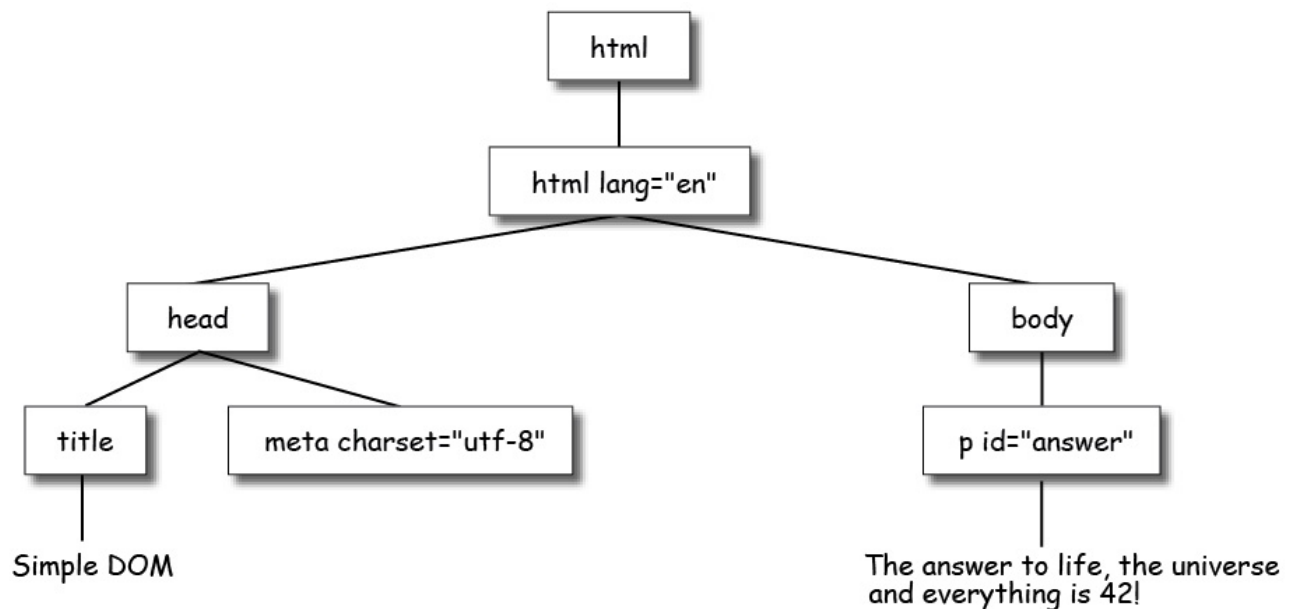 html
html lang="en"
head
body
title
meta charset="utf-8"
p id="answer"
Simple DOM
The answer to life, the universe
and everything is 42!